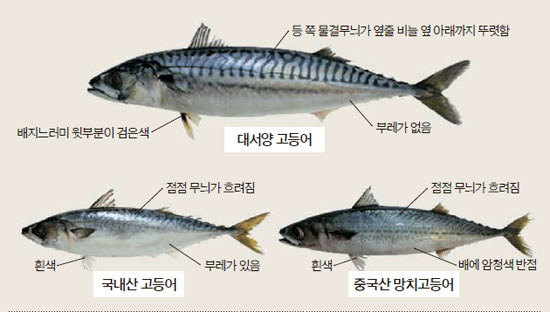 등 쪽 물결무늬가 옆줄 비늘 옆 아래까지 뚜렷함
배지느러미 윗부분이 검은색
부레가 없음
대서양 고등어
점점 무늬가 흐려짐
흰색
부레가 있음
국내산 고등어
점점 무늬가 흐려짐
흰색
배에 암청색 반점
중국산 망치고등어